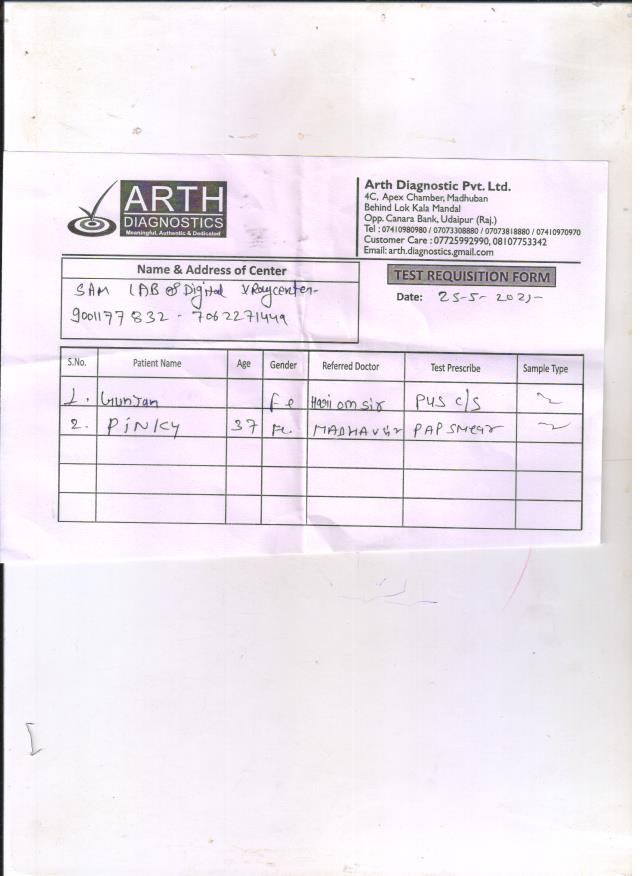 ARTH
DIAGNOSTICS
Meaningful, Authentic & Dedicated
Arth Diagnostic Pvt. Ltd.
4C, Apex Chamber, Madhuban
Behind Lok Kala Mandal
Opp. Canara Bank, Udaipur (Raj.)
Tel : 07410980980 / 07073308880 / 07073818880 / 07410970970
Customer Care : 07725992990, 08107753342
Email: arth.diagnostics.gmail.com
Name & Address of Center
SAM LAB & Digital X Raycenter-
9001177832 - 7062271449
TEST REQUISITION FORM
Date: 25-5-2021-
S.No. Patient Name Age Gender Referred Doctor Test Prescribe Sample Type
1. Gunjan Fe Hari om sir PUS C/S
2. PiNKY 37 Fe. PAP SMear